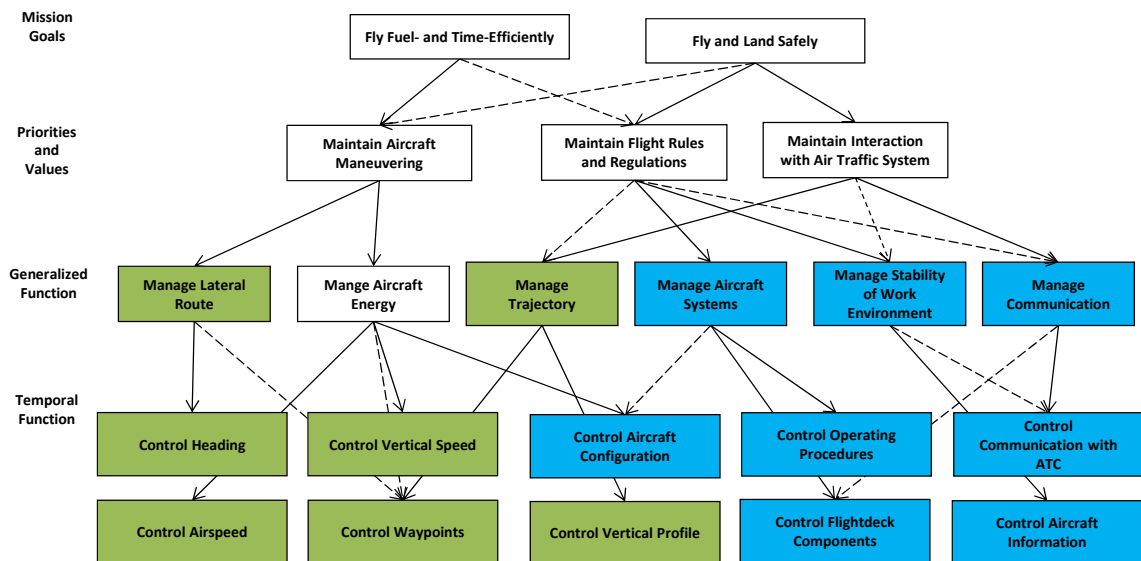 Mission
Goals
Fly Fuel- and Time-Efficiently
Fly and Land Safely
Priorities
and
Values
Maintain Aircraft
Maneuvering
Maintain Flight Rules
and Regulations
Maintain Interaction
with Air Traffic System
Generalized
Function
Manage Lateral
Route
Mange Aircraft
Energy
Manage
Trajectory
Manage Aircraft
Systems
Manage Stability
of Work
Environment
Manage
Communication
Temporal
Function
Control Heading
Control Vertical Speed
Control Aircraft
Configuration
Control Operating
Procedures
Control
Communication with
ATC
Control Airspeed
Control Waypoints
Control Vertical Profile
Control Flightdeck
Components
Control Aircraft
Information